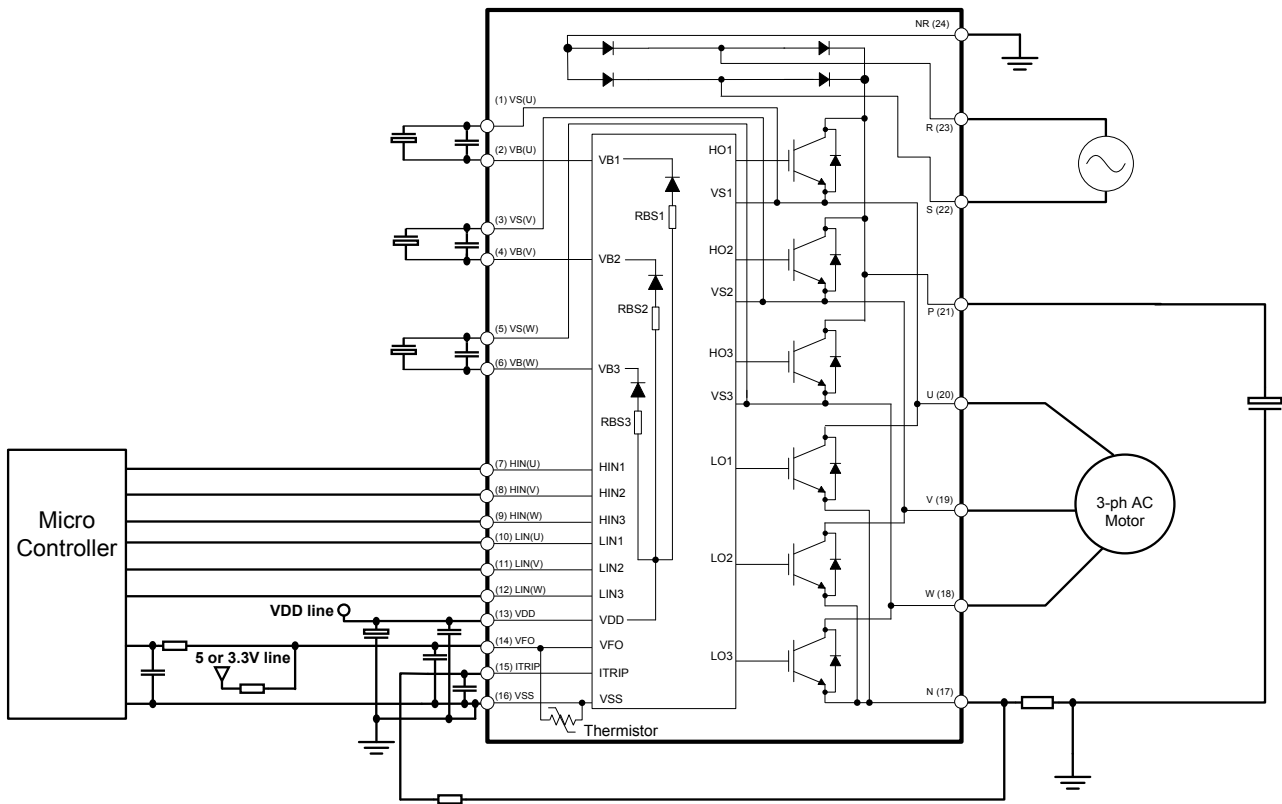 NR (24)
(1) VS(U)
R (23)
(2) VB(U)
VB1
HO1
RBS1
VS1
S (22)
(3) VS(V)
(4) VB(V)
VB2
HO2
RBS2
VS2
P (21)
(5) VS(W)
(6) VB(W)
VB3
HO3
RBS3
VS3
U (20)
Micro
Controller
(7) HIN(U)
HIN1
LO1
(8) HIN(V)
HIN2
V (19)
3-ph AC
Motor
(9) HIN(W)
HIN3
(10) LIN(U)
LIN1
(11) LIN(V)
LIN2
LO2
(12) LIN(W)
LIN3
W (18)
VDD line
(13) VDD
VDD
(14) VFO
VFO
LO3
5 or 3.3V line
(15) ITRIP
ITRIP
(16) VSS
VSS
N (17)
Thermistor